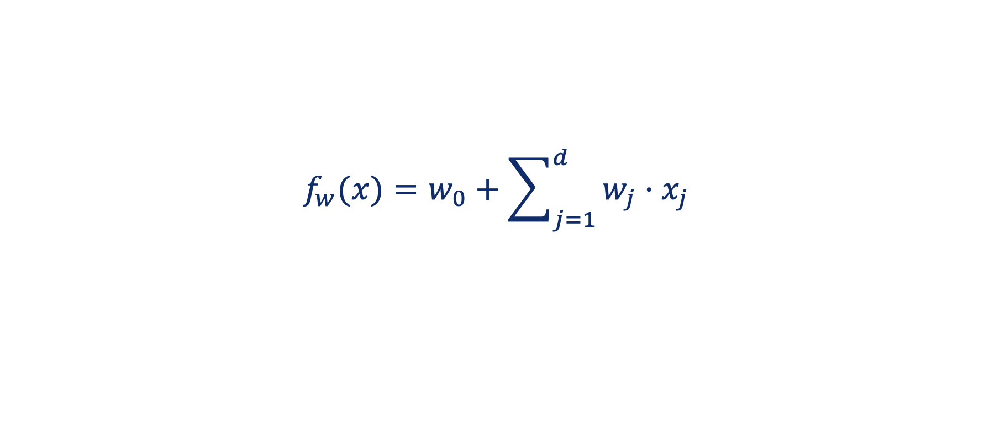 f_w(x) = w_0 + ∑_{j=1}^{d} w_j · x_j